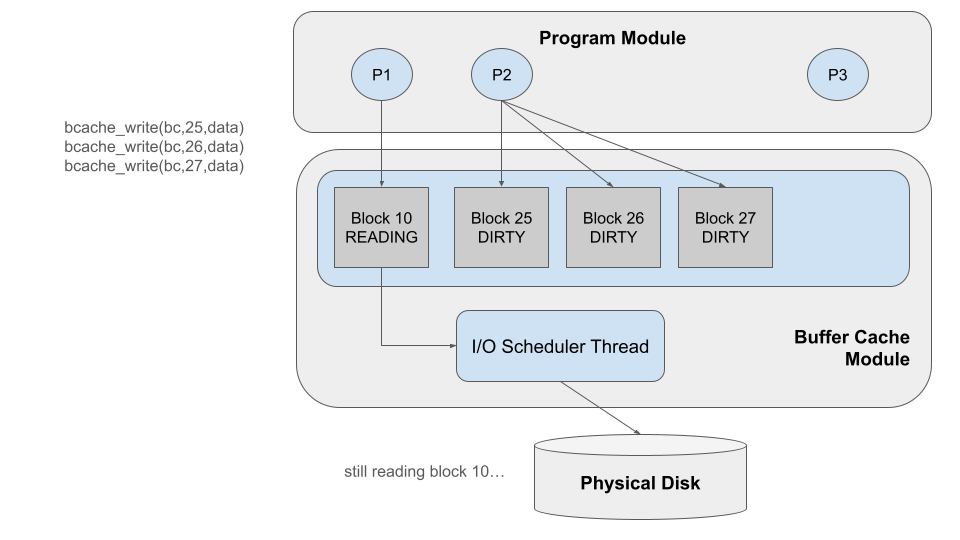 Program Module
P1
P2
P3
bcache_write(bc,25,data)
bcache_write(bc,26,data)
bcache_write(bc,27,data)
Block 10
READING
Block 25
DIRTY
Block 26
DIRTY
Block 27
DIRTY
I/O Scheduler Thread
Buffer Cache
Module
still reading block 10…
Physical Disk